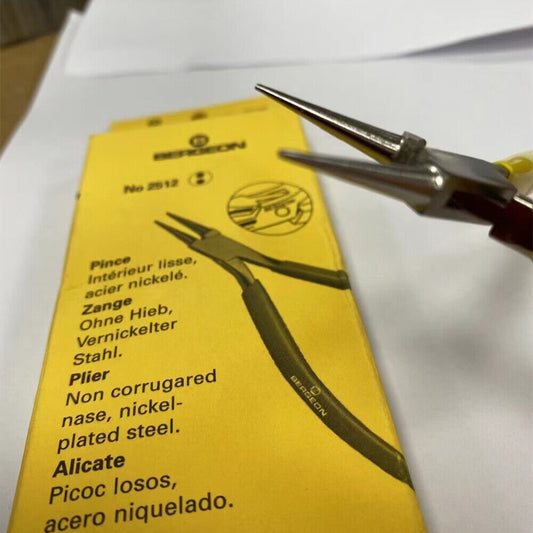 BERGEON
No 2512
Pince
Intérieur lisse,
acier nickelé.
Zange
Ohne Hieb,
Vernickelter
Stahl.
Plier
Non corrugared
nase, nickel-
plated steel.
Alicate
Picoc losos,
acero niquelado.
BERGEON